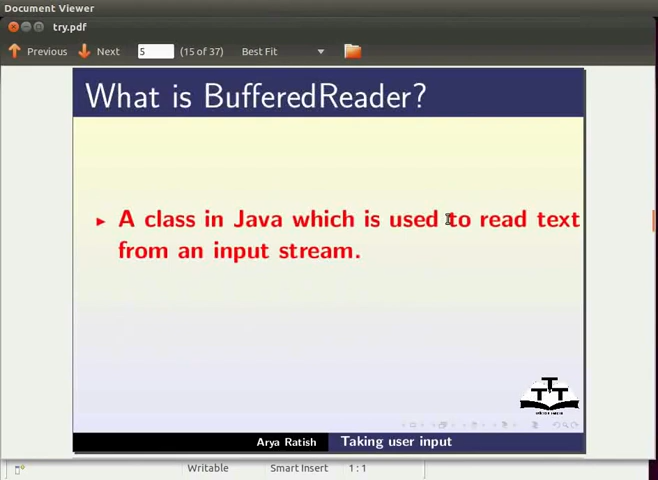 Document Viewer
try.pdf
Previous Next 5 (15 of 37) Best Fit
What is BufferedReader?
A class in Java which is used to read text
from an input stream.
Arya Ratish Taking user input
Writable Smart Insert 1 : 1